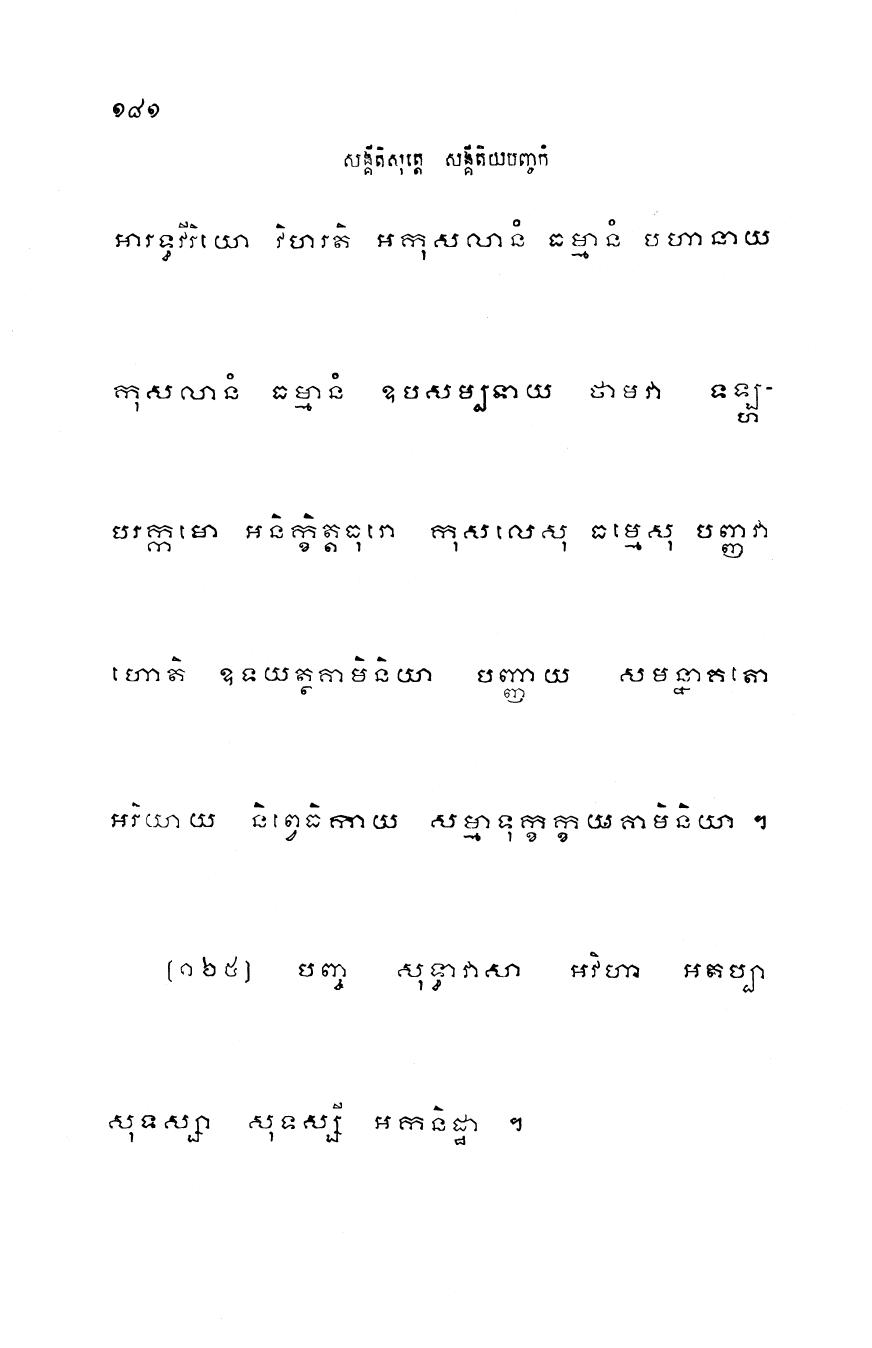 ១៨១
សង្គីតិសុត្តេ សង្គីតិយបញ្ចកំ
អារទ្ធវីរិយោ វិហរតិ អកុសលានំ ធម្មានំ បហានាយ
កុសលានំ ធម្មានំ ឧបសម្បទាយ ថាមវា ទឡ្ហ-
បរក្កមោ អនិក្ខិត្តធុរោ កុសលេសុ ធម្មេសុ បញ្ញវា
ហោតិ ឧទយត្ថគាមិនិយា បញ្ញាយ សមន្នាគតោ
អរិយាយ និព្វេធិកាយ សម្មាទុក្ខក្ខយគាមិនិយា ។
(១៦៥) បញ្ច សុទ្ធាវាសា អវិហា អតប្បា
សុទស្សា សុទស្សី អកនិដ្ឋា ។